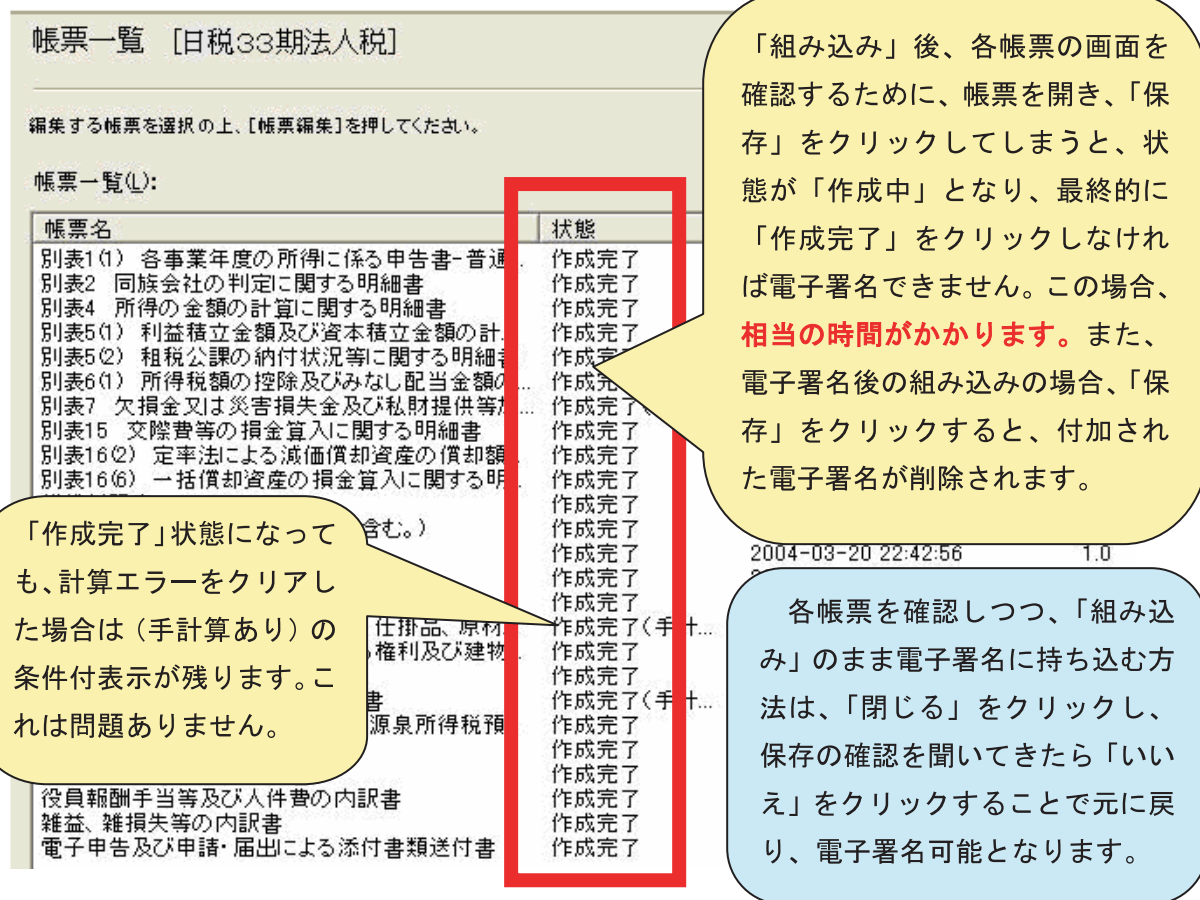 帳票一覧 [日税33期法人税]
編集する帳票を選択の上、[帳票編集]を押してください。
帳票一覧(L):
帳票名 状態
別表1(1) 各事業年度の所得に係る申告書-普通... 作成完了
別表2 同族会社の判定に関する明細書 作成完了
別表4 所得の金額の計算に関する明細書 作成完了
別表5(1) 利益積立金額及び資本積立金額の計... 作成完了
別表5(2) 租税公課の納付状況等に関する明細書 作成完
別表6(1) 所得税額の控除及びみなし配当金額の... 作成完
別表7 欠損金又は災害損失金及び私財提供等が... 作成完了(
別表15 交際費等の損金算入に関する明細書 作成完了
別表16(2) 定率法による減価償却資産の償却額... 作成完了
別表16(6) 一括償却資産の損金算入に関する明... 作成完了
作成完了
含む。) 作成完了
作成完了
作成完了
作成完了
仕掛品、原材... 作成完了(手計...
権利及び建物... 作成完了
作成完了
書 作成完了(手計...
源泉所得税預... 作成完了
作成完了
作成完了
役員報酬手当等及び人件費の内訳書 作成完了
雑益、雑損失等の内訳書 作成完了
電子申告及び申請・届出による添付書類送付書 作成完了
2004-03-20 22:42:56 1.0
「組み込み」後、各帳票の画面を
確認するために、帳票を開き、「保
存」をクリックしてしまうと、状
態が「作成中」となり、最終的に
「作成完了」をクリックしなけれ
ば電子署名できません。この場合、
相当の時間がかかります。また、
電子署名後の組み込みの場合、「保
存」をクリックすると、付加され
た電子署名が削除されます。
「作成完了」状態になって
も、計算エラーをクリアし
た場合は(手計算あり)の
条件付表示が残ります。こ
れは問題ありません。
各帳票を確認しつつ、「組み込
み」のまま電子署名に持ち込む方
法は、「閉じる」をクリックし、
保存の確認を聞いてきたら「いい
え」をクリックすることで元に戻
り、電子署名可能となります。